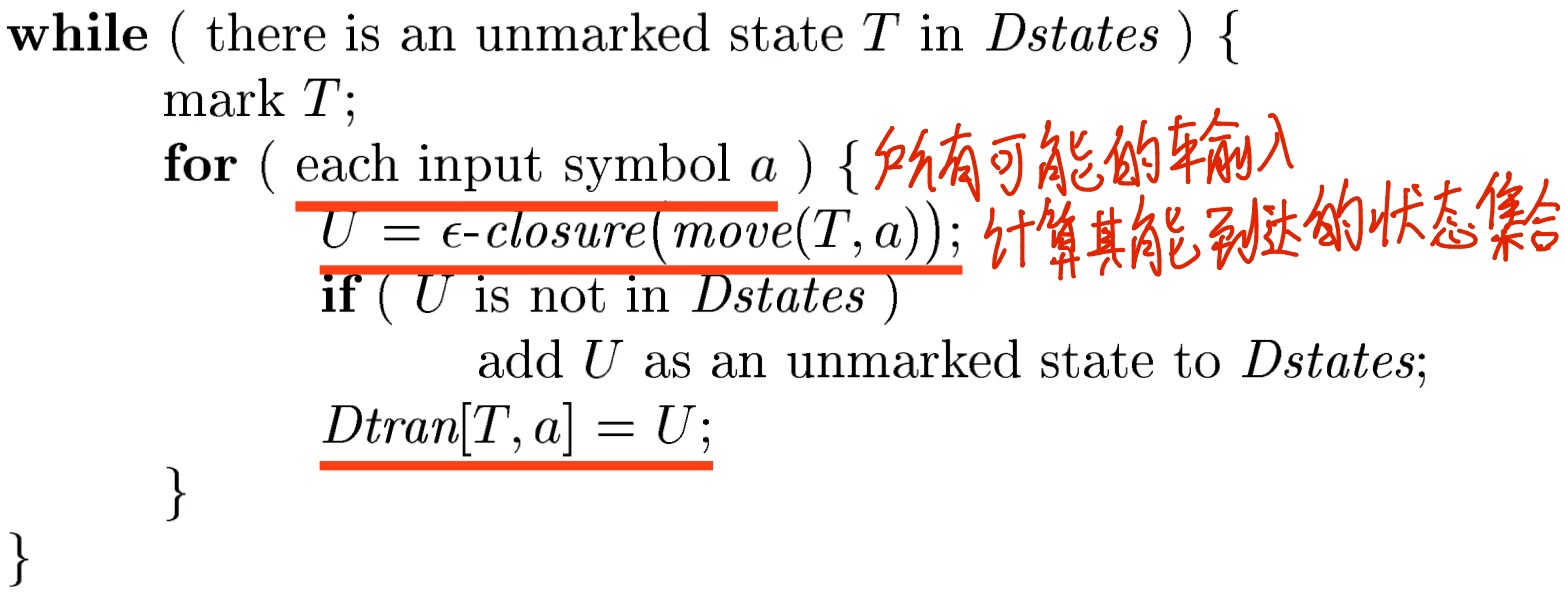 while ( there is an unmarked state T in Dstates ) {
mark T;
for ( each input symbol a ) { 所有可能的输入
U = ϵ-closure(move(T, a)); 计算其能到达的状态集合
if ( U is not in Dstates )
add U as an unmarked state to Dstates;
Dtran[T, a] = U;
}
}